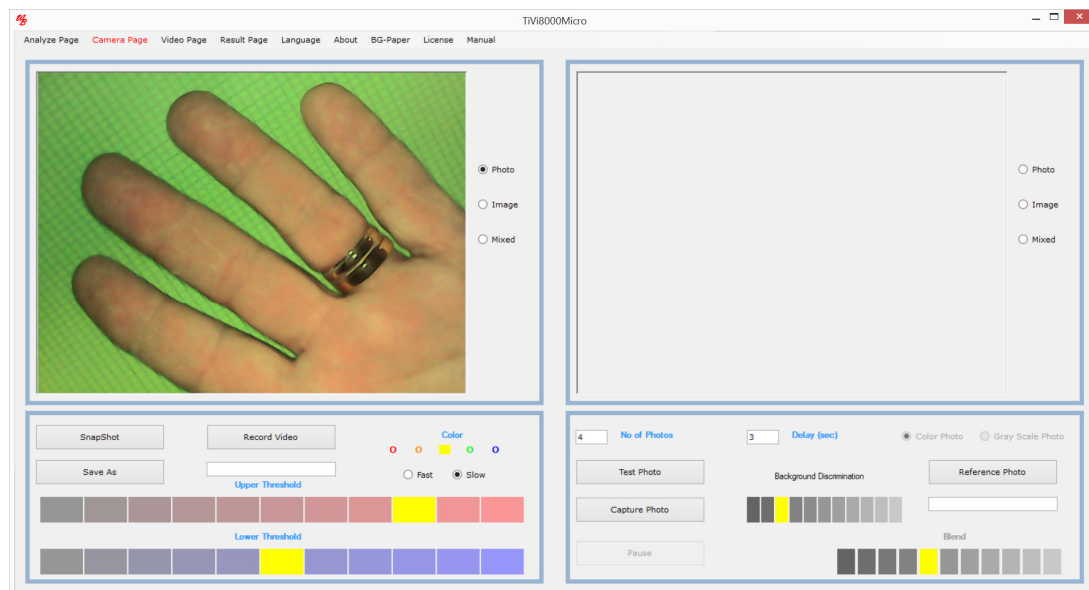 TiVi8000Micro
Analyze Page Camera Page Video Page Result Page Language About BG-Paper License Manual
Photo
Image
Mixed
Photo
Image
Mixed
SnapShot Record Video Color
O O O O
Save As Fast Slow
Upper Threshold
Lower Threshold
4 No of Photos 3 Delay (sec) Color Photo Gray Scale Photo
Test Photo Background Discrimination Reference Photo
Capture Photo
Pause Blend